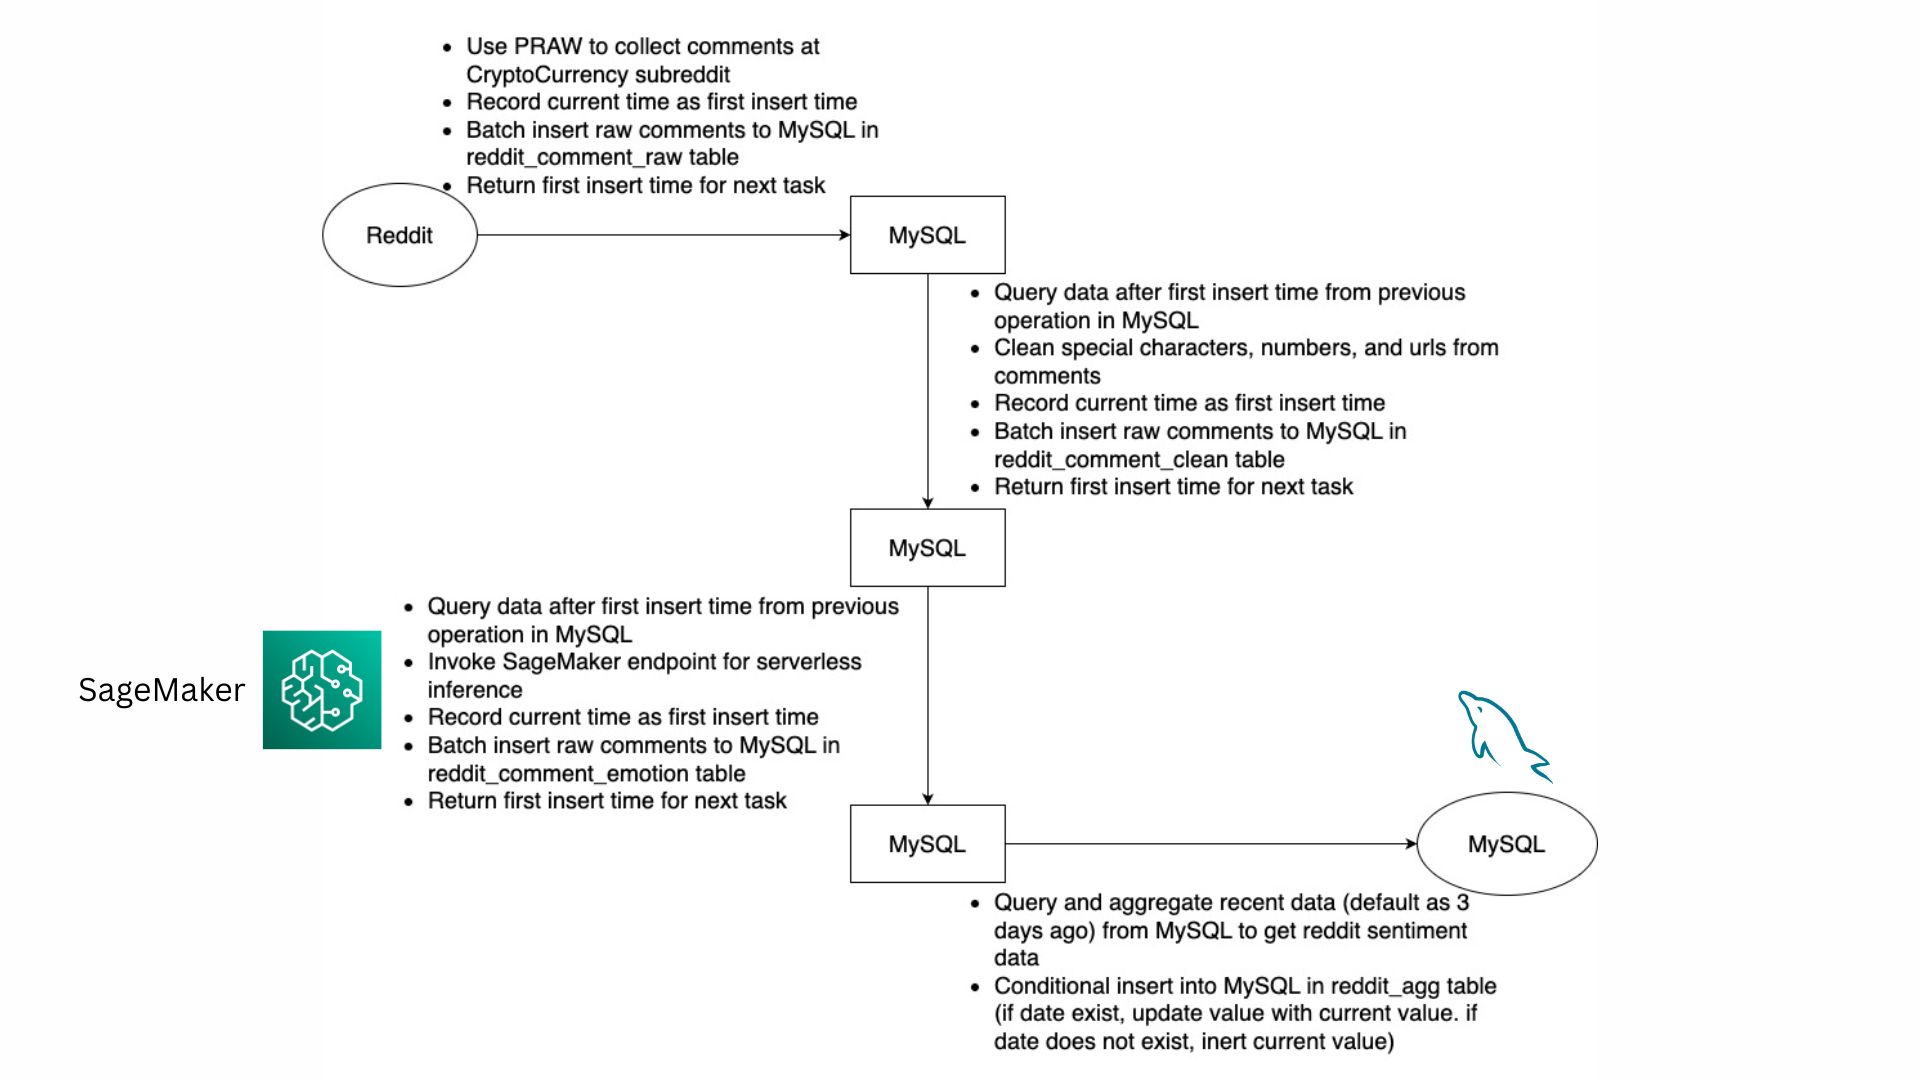 • Use PRAW to collect comments at
CryptoCurrency subreddit
• Record current time as first insert time
• Batch insert raw comments to MySQL in
reddit_comment_raw table
• Return first insert time for next task
Reddit
MySQL
• Query data after first insert time from previous
operation in MySQL
• Clean special characters, numbers, and urls from
comments
• Record current time as first insert time
• Batch insert raw comments to MySQL in
reddit_comment_clean table
• Return first insert time for next task
MySQL
SageMaker
• Query data after first insert time from previous
operation in MySQL
• Invoke SageMaker endpoint for serverless
inference
• Record current time as first insert time
• Batch insert raw comments to MySQL in
reddit_comment_emotion table
• Return first insert time for next task
MySQL
MySQL
• Query and aggregate recent data (default as 3
days ago) from MySQL to get reddit sentiment
data
• Conditional insert into MySQL in reddit_agg table
(if date exist, update value with current value. if
date does not exist, inert current value)